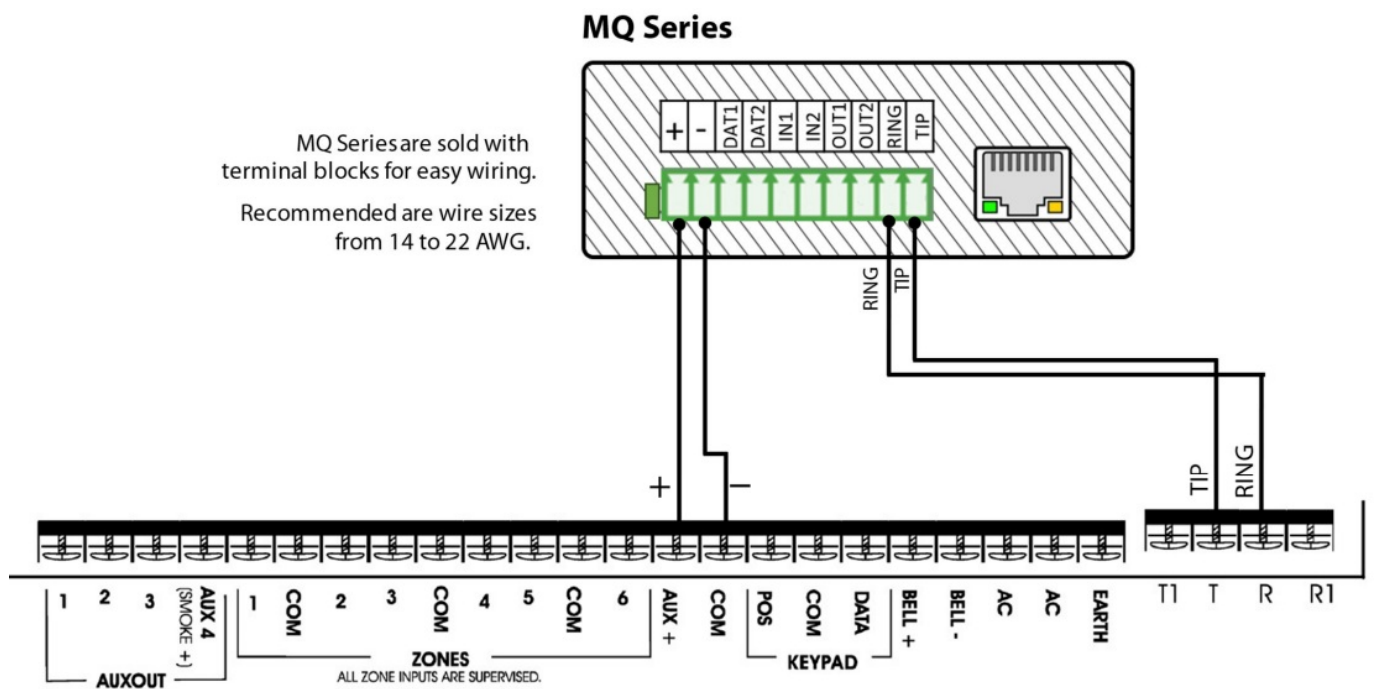 MQ Series
+ - DAT1 DAT2 IN1 IN2 OUT1 OUT2 RING TIP
MQ Series are sold with
terminal blocks for easy wiring.
Recommended are wire sizes
from 14 to 22 AWG.
RING TIP
+ −
TIP RING
1 2 3 AUX 4 (SMOKE +) 1 COM 2 3 COM 4 5 COM 6 AUX + COM POS COM DATA BELL + BELL - AC AC EARTH T1 T R R1
AUXOUT
ZONES
ALL ZONE INPUTS ARE SUPERVISED.
KEYPAD